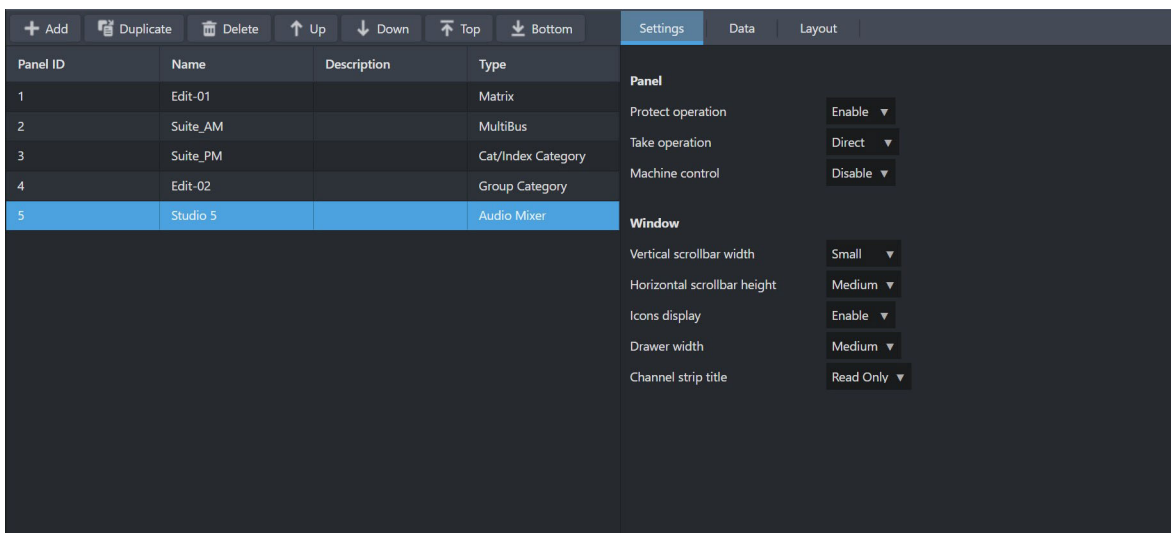 Add Duplicate Delete Up Down Top Bottom
Panel ID Name Description Type
1 Edit-01 Matrix
2 Suite_AM MultiBus
3 Suite_PM Cat/Index Category
4 Edit-02 Group Category
5 Studio 5 Audio Mixer
Settings Data Layout
Panel
Protect operation Enable
Take operation Direct
Machine control Disable
Window
Vertical scrollbar width Small
Horizontal scrollbar height Medium
Icons display Enable
Drawer width Medium
Channel strip title Read Only